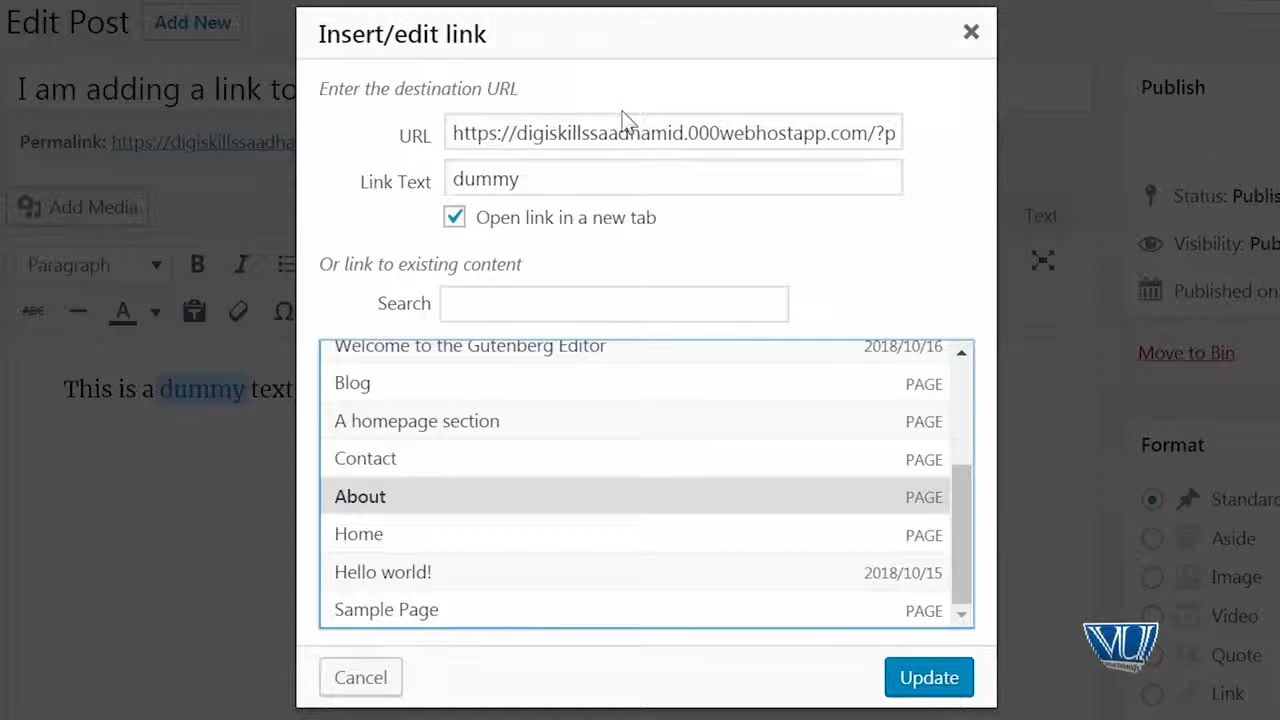 Edit Post Add New
I am adding a link to
Permalink: https://digiskillssaadha
Add Media
Paragraph B I
ABC A Ω
This is a dummy text
Insert/edit link
Enter the destination URL
URL https://digiskillssaadhamid.000webhostapp.com/?p
Link Text dummy
Open link in a new tab
Or link to existing content
Search
Welcome to the Gutenberg Editor 2018/10/16
Blog PAGE
A homepage section PAGE
Contact PAGE
About PAGE
Home PAGE
Hello world! 2018/10/15
Sample Page PAGE
Cancel Update
Text
Publish
Status: Publis
Visibility: Pub
Published on
Move to Bin
Format
Standard
Aside
Image
Video
Quote
Link
VU